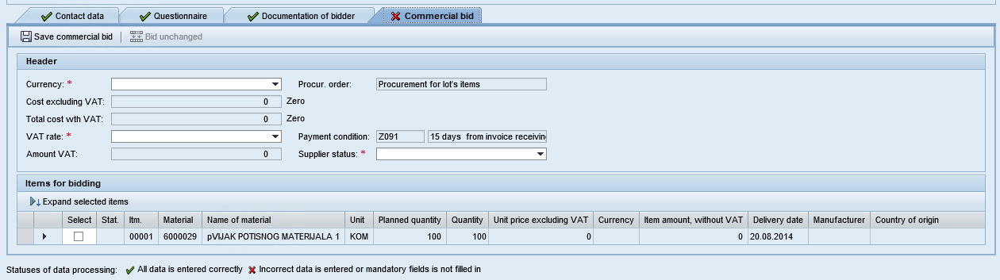 Contact data Questionnaire Documentation of bidder Commercial bid
Save commercial bid Bid unchanged
Header
Currency: * Procur. order: Procurement for lot's items
Cost excluding VAT: 0 Zero
Total cost wth VAT: 0 Zero
VAT rate: * Payment condition: Z091 15 days from invoice receiving
Amount VAT: 0 Supplier status: *
Items for bidding
Expand selected items
Select Stat. Itm. Material Name of material Unit Planned quantity Quantity Unit price excluding VAT Currency Item amount, without VAT Delivery date Manufacturer Country of origin
00001 6000029 pVIJAK POTISNOG MATERIJALA 1 KOM 100 100 0 0 20.08.2014
Statuses of data processing: All data is entered correctly Incorrect data is entered or mandatory fields is not filled in